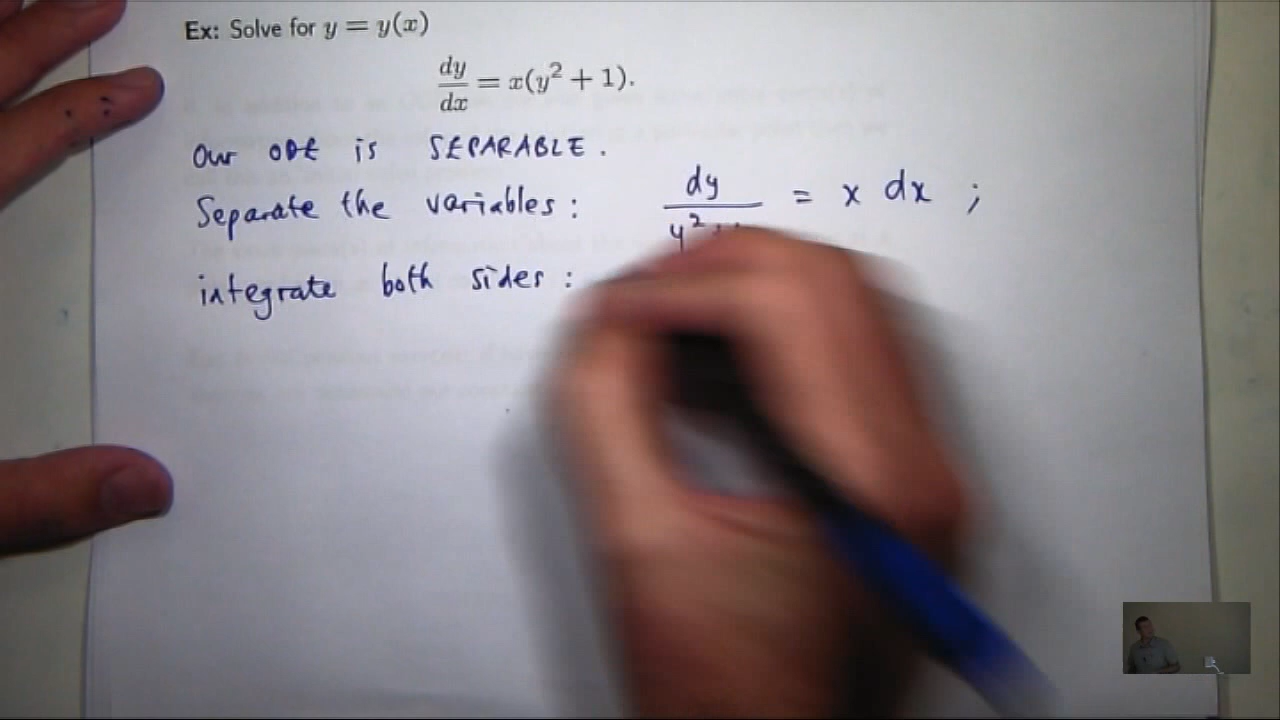 Ex: Solve for y = y(x)
dy/dx = x(y² + 1).
Our ODE is SEPARABLE.
Separate the variables: dy/y² = x dx ;
integrate both sides: